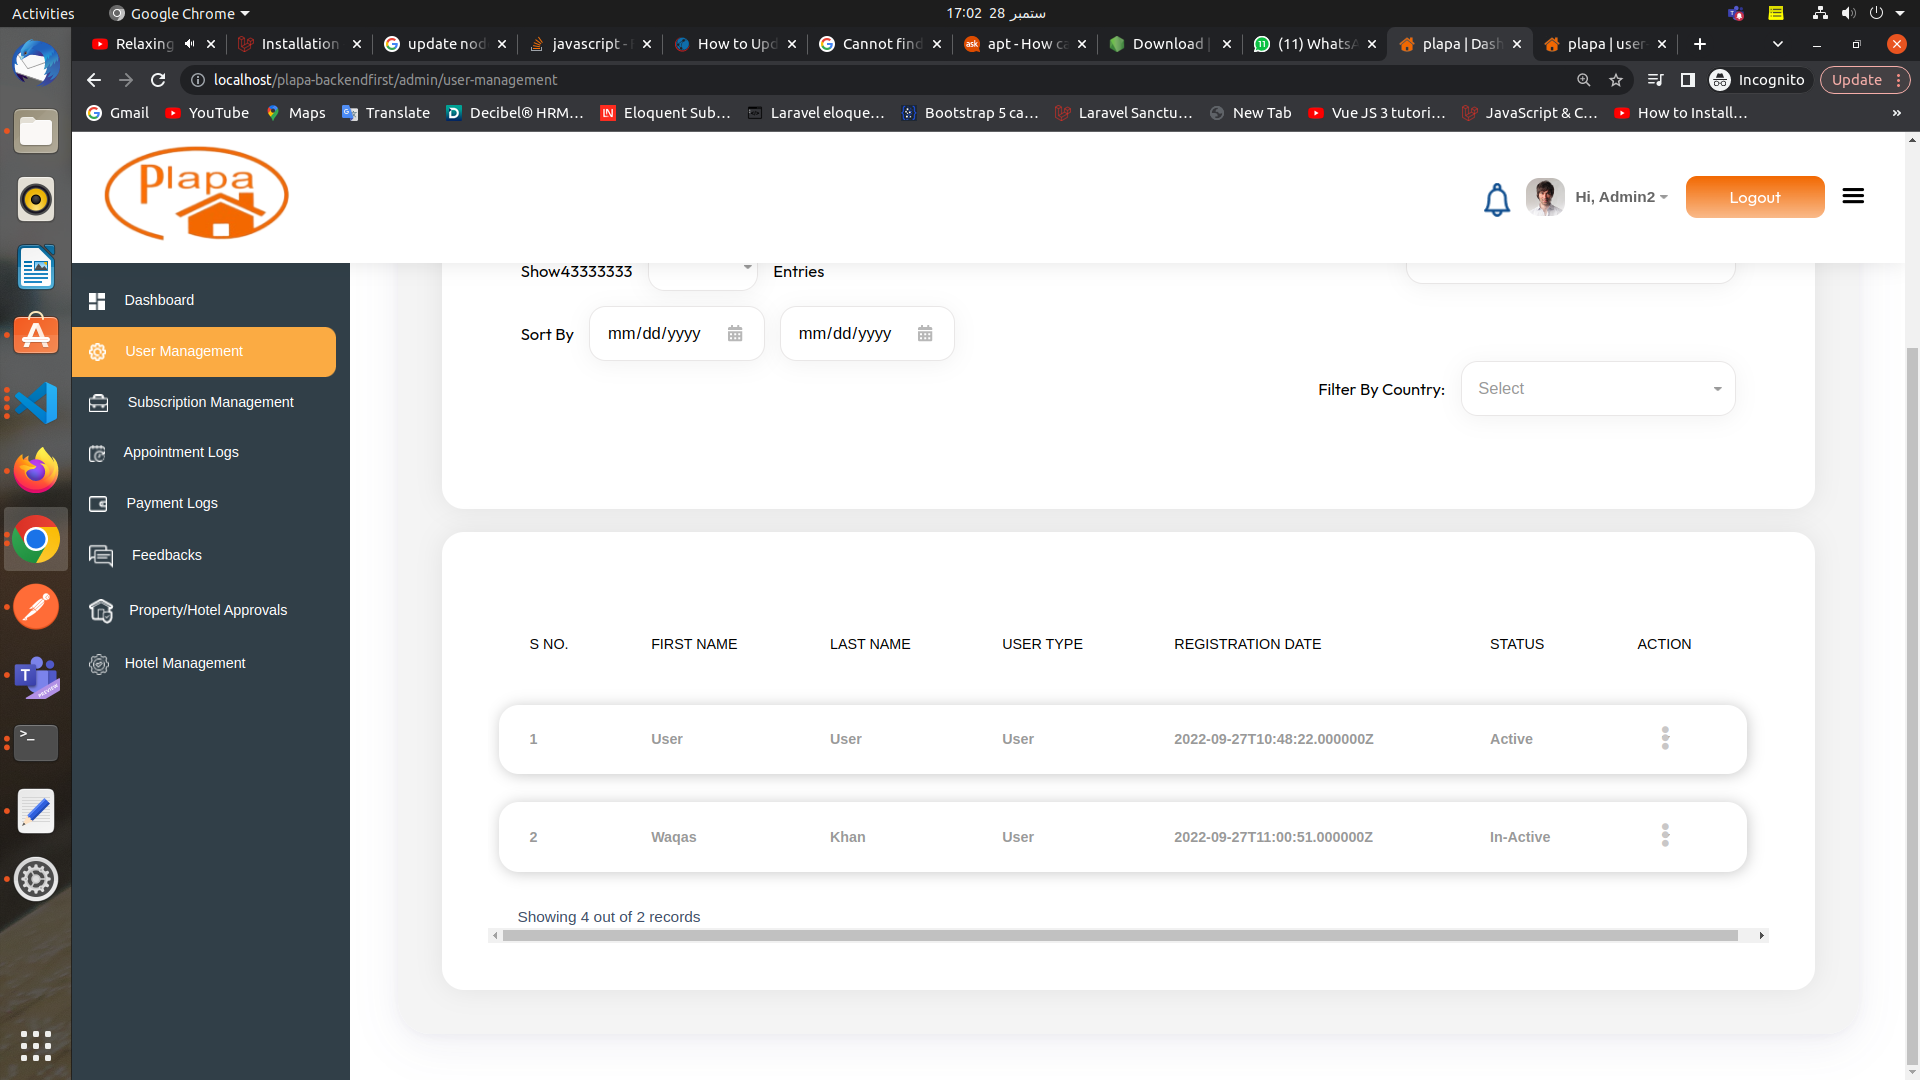 Activities Google Chrome 17:02 28 ستمبر
Relaxing Installation update nod javascript - How to Upd Cannot find apt - How ca Download | (11) WhatsA plapa | Dash plapa | user
localhost/plapa-backendfirst/admin/user-management Incognito Update
Gmail YouTube Maps Translate Decibel® HRM… Eloquent Sub… Laravel eloque… Bootstrap 5 ca… Laravel Sanctu… New Tab Vue JS 3 tutori… JavaScript & C… How to Install… »
Plapa
Hi, Admin2 Logout
Dashboard
User Management
Subscription Management
Appointment Logs
Payment Logs
Feedbacks
Property/Hotel Approvals
Hotel Management
Show43333333 Entries
Sort By mm/dd/yyyy mm/dd/yyyy
Filter By Country: Select
S NO. FIRST NAME LAST NAME USER TYPE REGISTRATION DATE STATUS ACTION
1 User User User 2022-09-27T10:48:22.000000Z Active
2 Waqas Khan User 2022-09-27T11:00:51.000000Z In-Active
Showing 4 out of 2 records